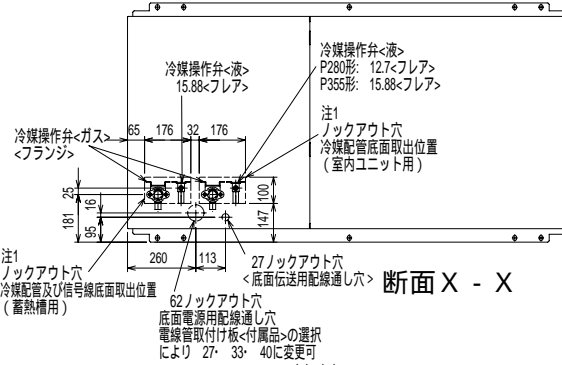 冷媒操作弁<液>
15.88<フレア>
冷媒操作弁<液>
P280形: 12.7<フレア>
P355形: 15.88<フレア>
注1
ノックアウト穴
冷媒配管底面取出位置
(室内ユニット用)
冷媒操作弁<ガス>
<フランジ>
65
176
32
176
25
16
181
95
100
147
260
113
注1
ノックアウト穴
冷媒配管及び信号線底面取出位置
(蓄熱槽用)
27ノックアウト穴
<底面伝送用配線通し穴>
断面X - X
62ノックアウト穴
底面電源用配線通し穴
電線管取付け板<付属品>の選択
により 27・ 33・ 40に変更可